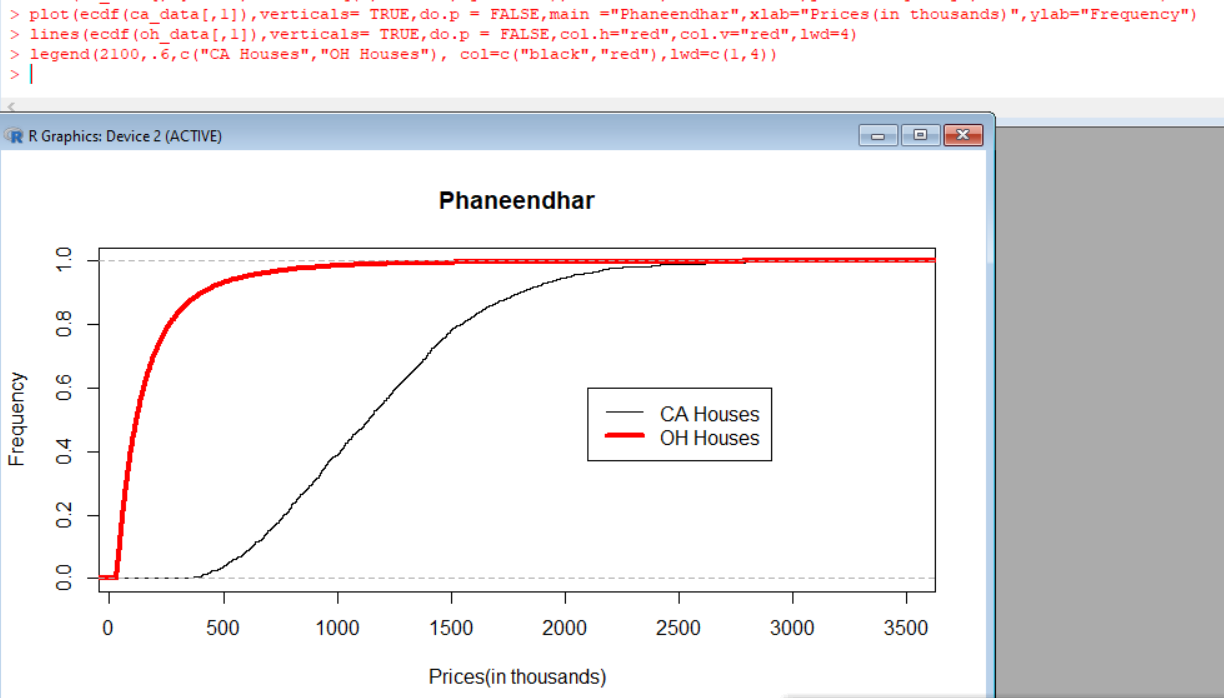 > plot(ecdf(ca_data[,1]),verticals= TRUE,do.p = FALSE,main ="Phaneendhar",xlab="Prices(in thousands)",ylab="Frequency")
> lines(ecdf(oh_data[,1]),verticals= TRUE,do.p = FALSE,col.h="red",col.v="red",lwd=4)
> legend(2100,.6,c("CA Houses","OH Houses"), col=c("black","red"),lwd=c(1,4))
>
R R Graphics: Device 2 (ACTIVE)
Phaneendhar
Frequency
1.0
0.8
0.6
0.4
0.2
0.0
CA Houses
OH Houses
0 500 1000 1500 2000 2500 3000 3500
Prices(in thousands)